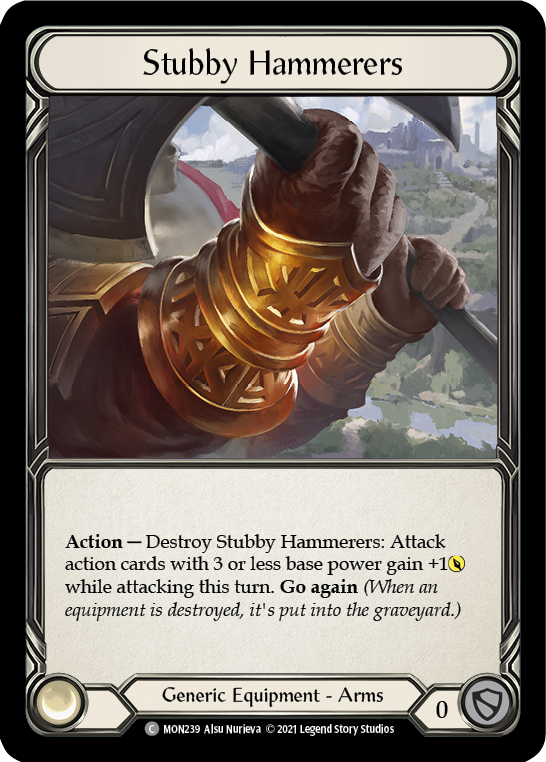 Stubby Hammerers
Action — Destroy Stubby Hammerers: Attack
action cards with 3 or less base power gain +1
while attacking this turn. Go again (When an
equipment is destroyed, it's put into the graveyard.)
Generic Equipment - Arms
0
C MON239 Alsu Nurieva © 2021 Legend Story Studios